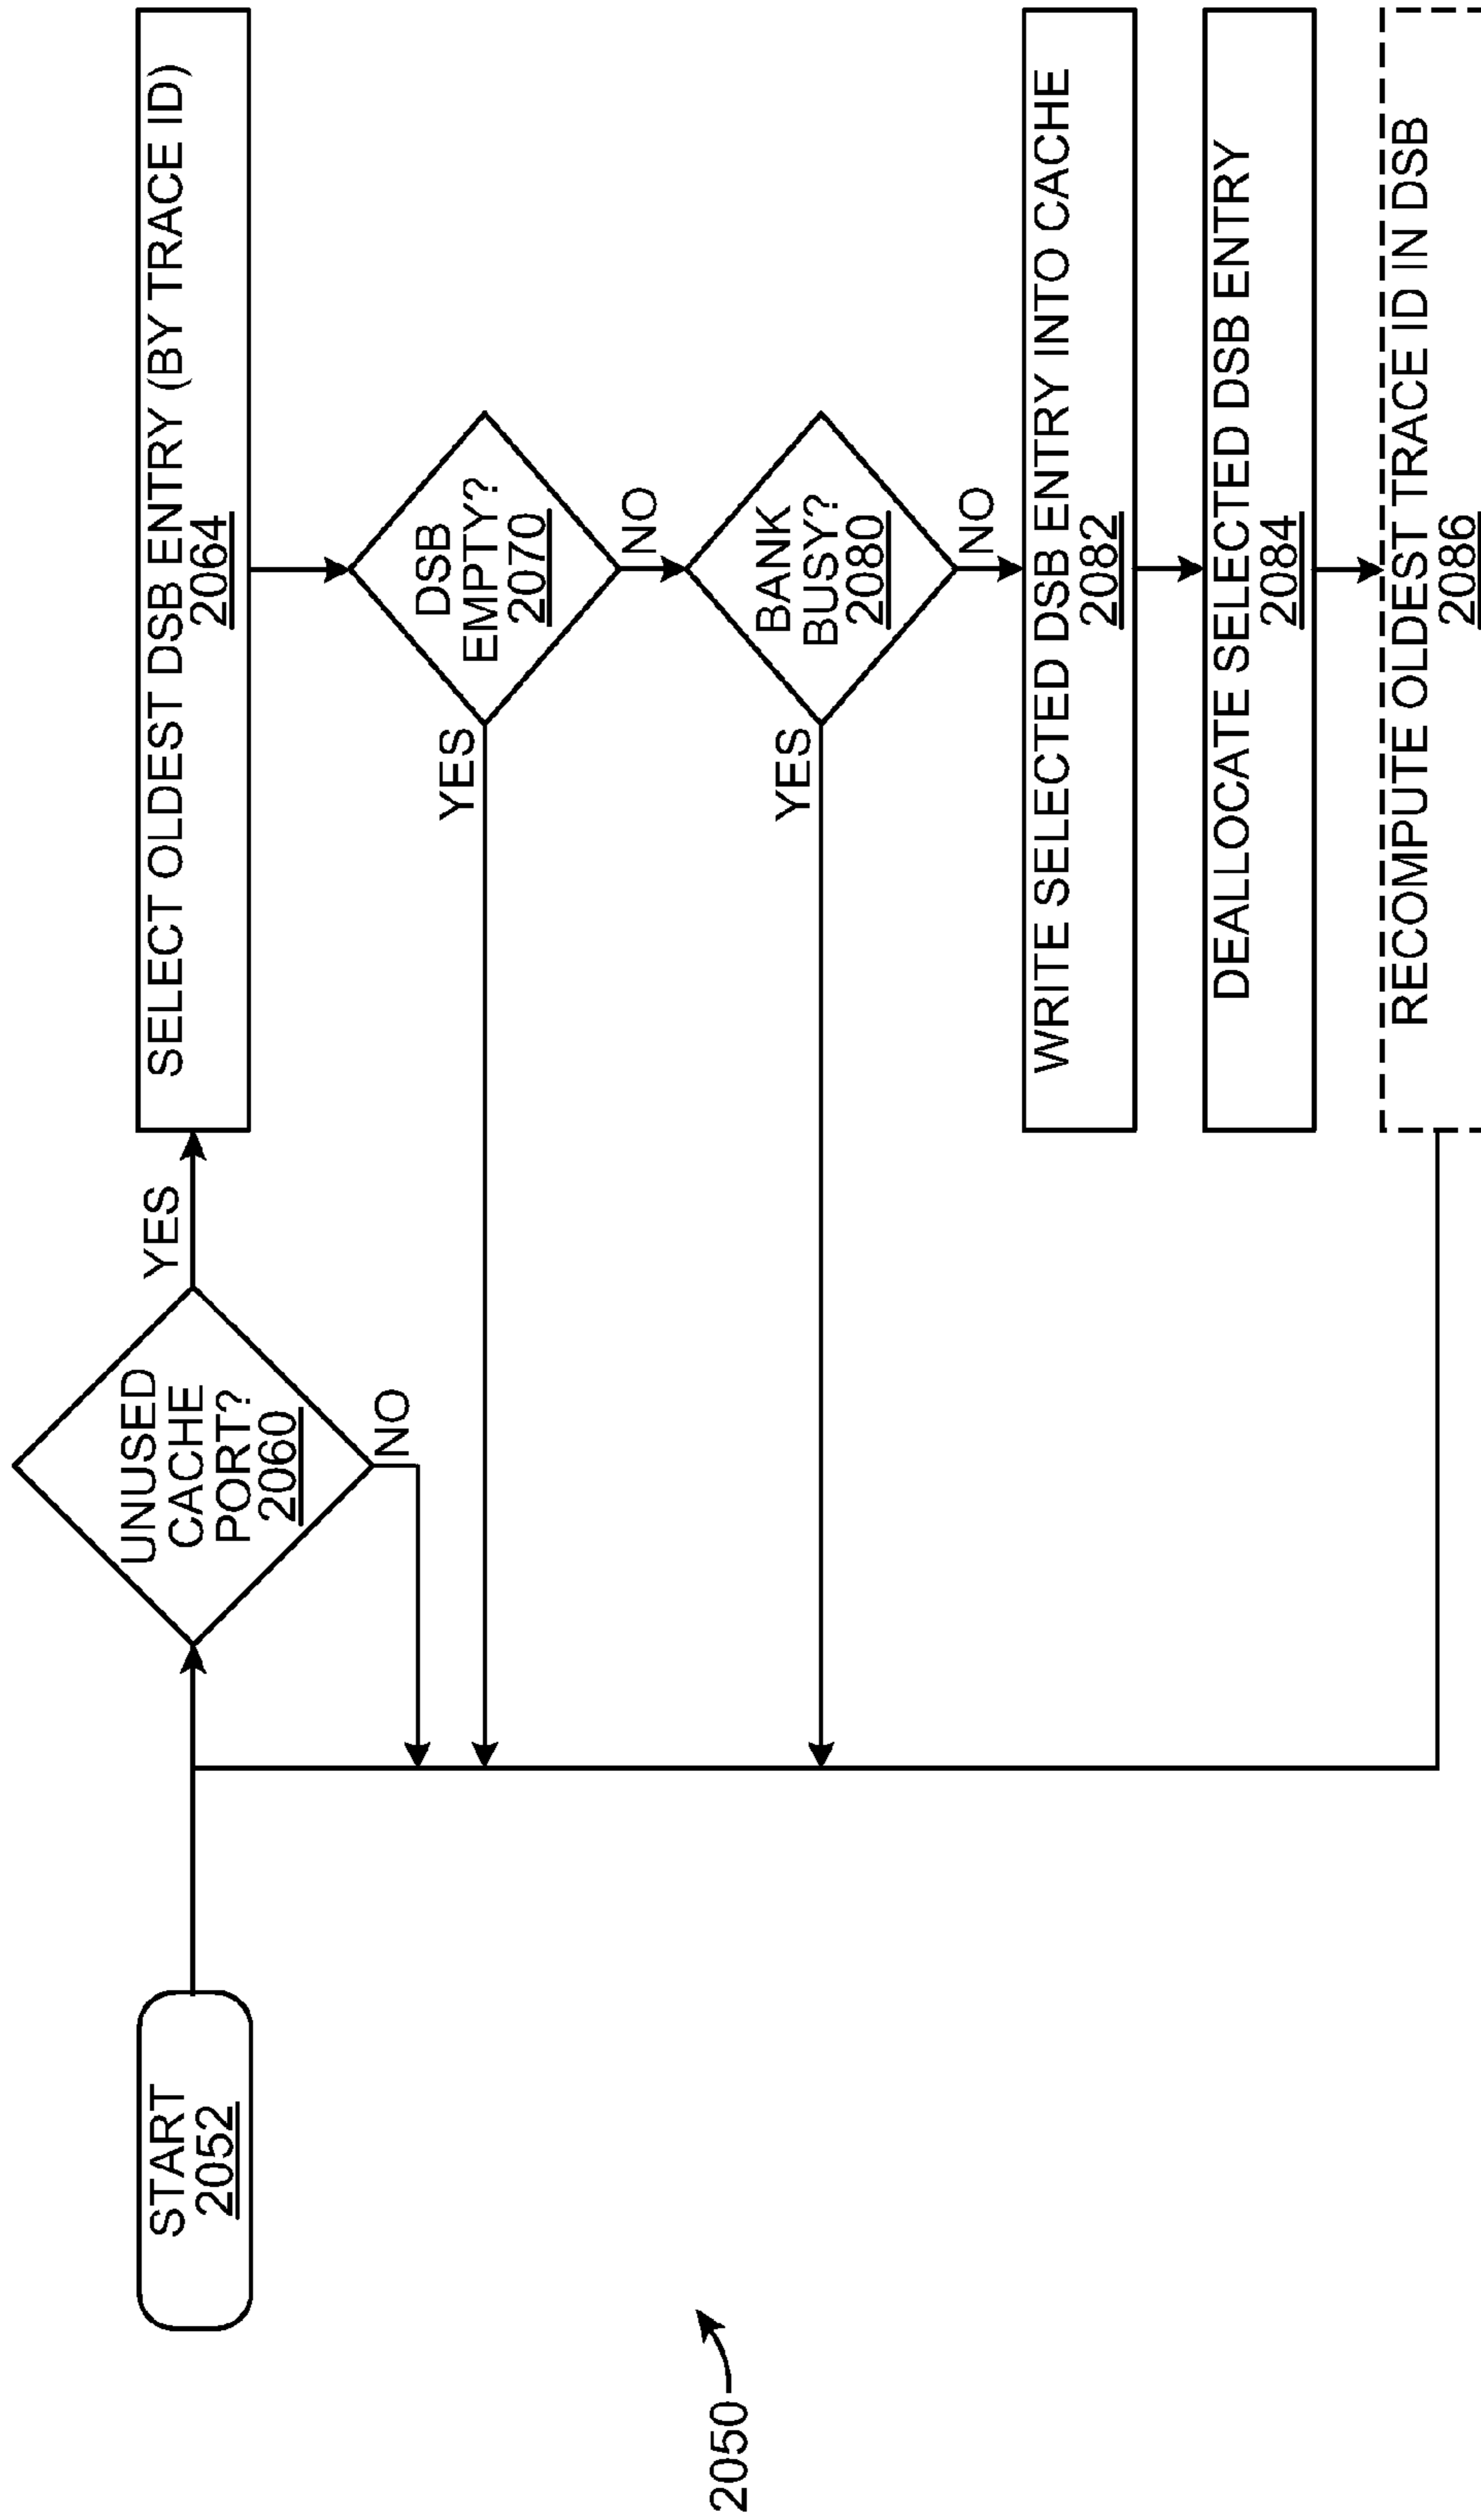 START
2052
UNUSED
CACHE
PORT?
2060
YES
NO
SELECT OLDEST DSB ENTRY (BY TRACE ID)
2064
DSB
EMPTY?
2070
YES
NO
BANK
BUSY?
2080
YES
NO
WRITE SELECTED DSB ENTRY INTO CACHE
2082
DEALLOCATE SELECTED DSB ENTRY
2084
RECOMPUTE OLDEST TRACE ID IN DSB
2086
2050